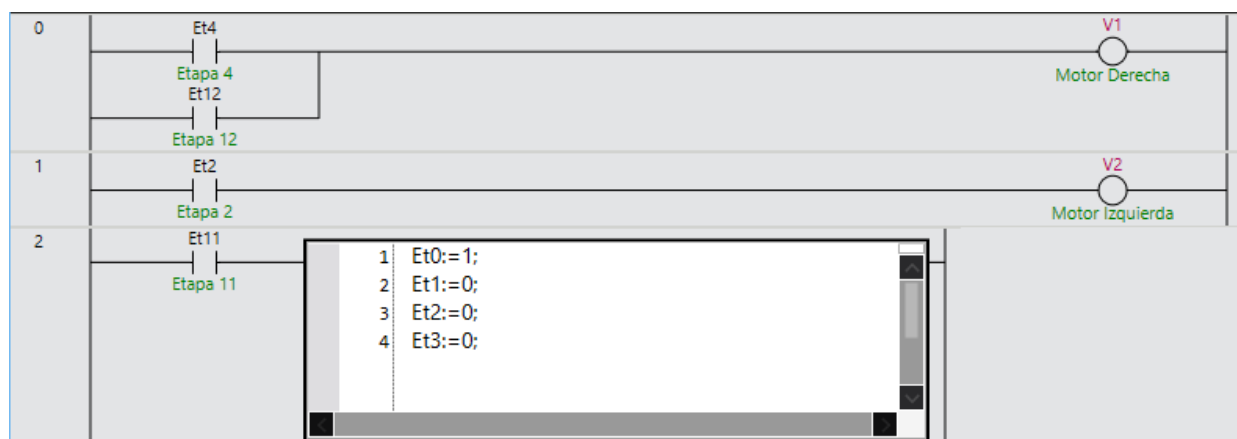 0
Et4
V1
Etapa 4
Motor Derecha
Et12
Etapa 12
1
Et2
V2
Etapa 2
Motor Izquierda
2
Et11
Etapa 11
1 Et0:=1;
2 Et1:=0;
3 Et2:=0;
4 Et3:=0;